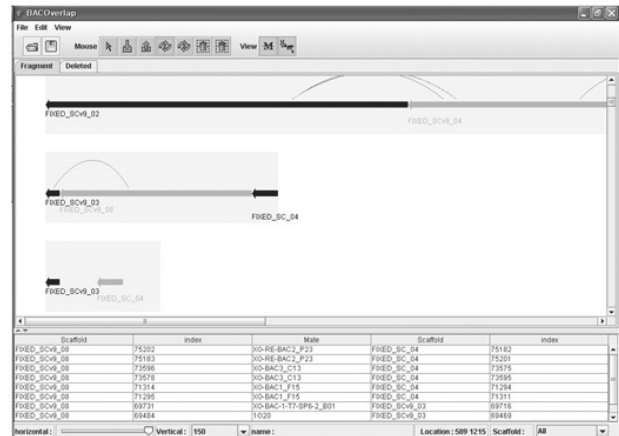 BACOverlap
File Edit View
Mouse View
Fragment Deleted
FIXED_SCv9_02
FIXED_SCv9_04
FIXED_SCv9_03
FIXED_SCv9_08
FIXED_SC_04
FIXED_SCv9_03
FIXED_SC_04
Scaffold index Mate Scaffold index
FIXED_SCv9_08 75202 XO-RE-BAC2_P23 FIXED_SC_04 75182
FIXED_SCv9_08 75183 XO-RE-BAC2_P23 FIXED_SC_04 75201
FIXED_SCv9_08 73596 XO-BAC3_C13 FIXED_SC_04 73575
FIXED_SCv9_08 73578 XO-BAC3_C13 FIXED_SC_04 73595
FIXED_SCv9_08 71314 XO-BAC1_F15 FIXED_SC_04 71294
FIXED_SCv9_08 71295 XO-BAC1_F15 FIXED_SC_04 71311
FIXED_SCv9_08 69731 XO-BAC-1-T7-SP6-2_B01 FIXED_SCv9_03 69716
FIXED_SCv9_08 69484 10/20 FIXED_SCv9_03 69469
horizontal : Vertical : 150 name : Location : 589 1215 Scaffold : All